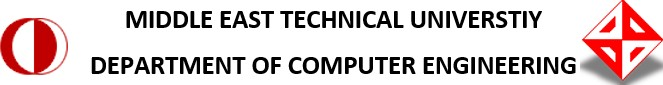 MIDDLE EAST TECHNICAL UNIVERSTIY
DEPARTMENT OF COMPUTER ENGINEERING